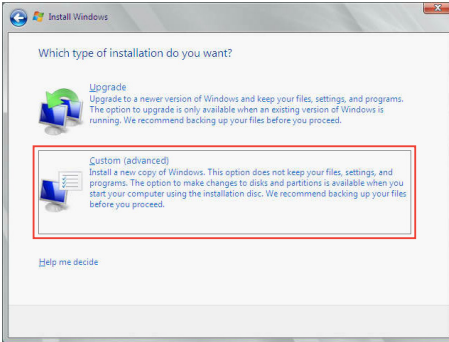 Install Windows
Which type of installation do you want?
Upgrade
Upgrade to a newer version of Windows and keep your files, settings, and programs.
The option to upgrade is only available when an existing version of Windows is
running. We recommend backing up your files before you proceed.
Custom (advanced)
Install a new copy of Windows. This option does not keep your files, settings, and
programs. The option to make changes to disks and partitions is available when you
start your computer using the installation disc. We recommend backing up your files
before you proceed.
Help me decide